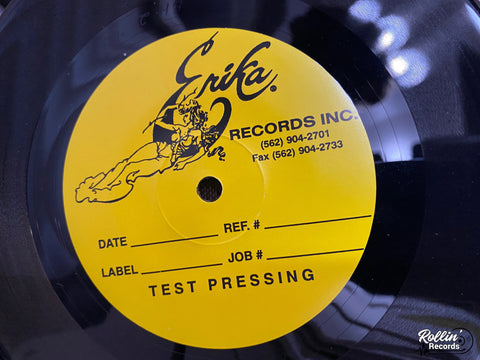 Erika
RECORDS INC.
(562) 904-2701
Fax (562) 904-2733
DATE REF. #
LABEL JOB #
TEST PRESSING
Rollin'
Records